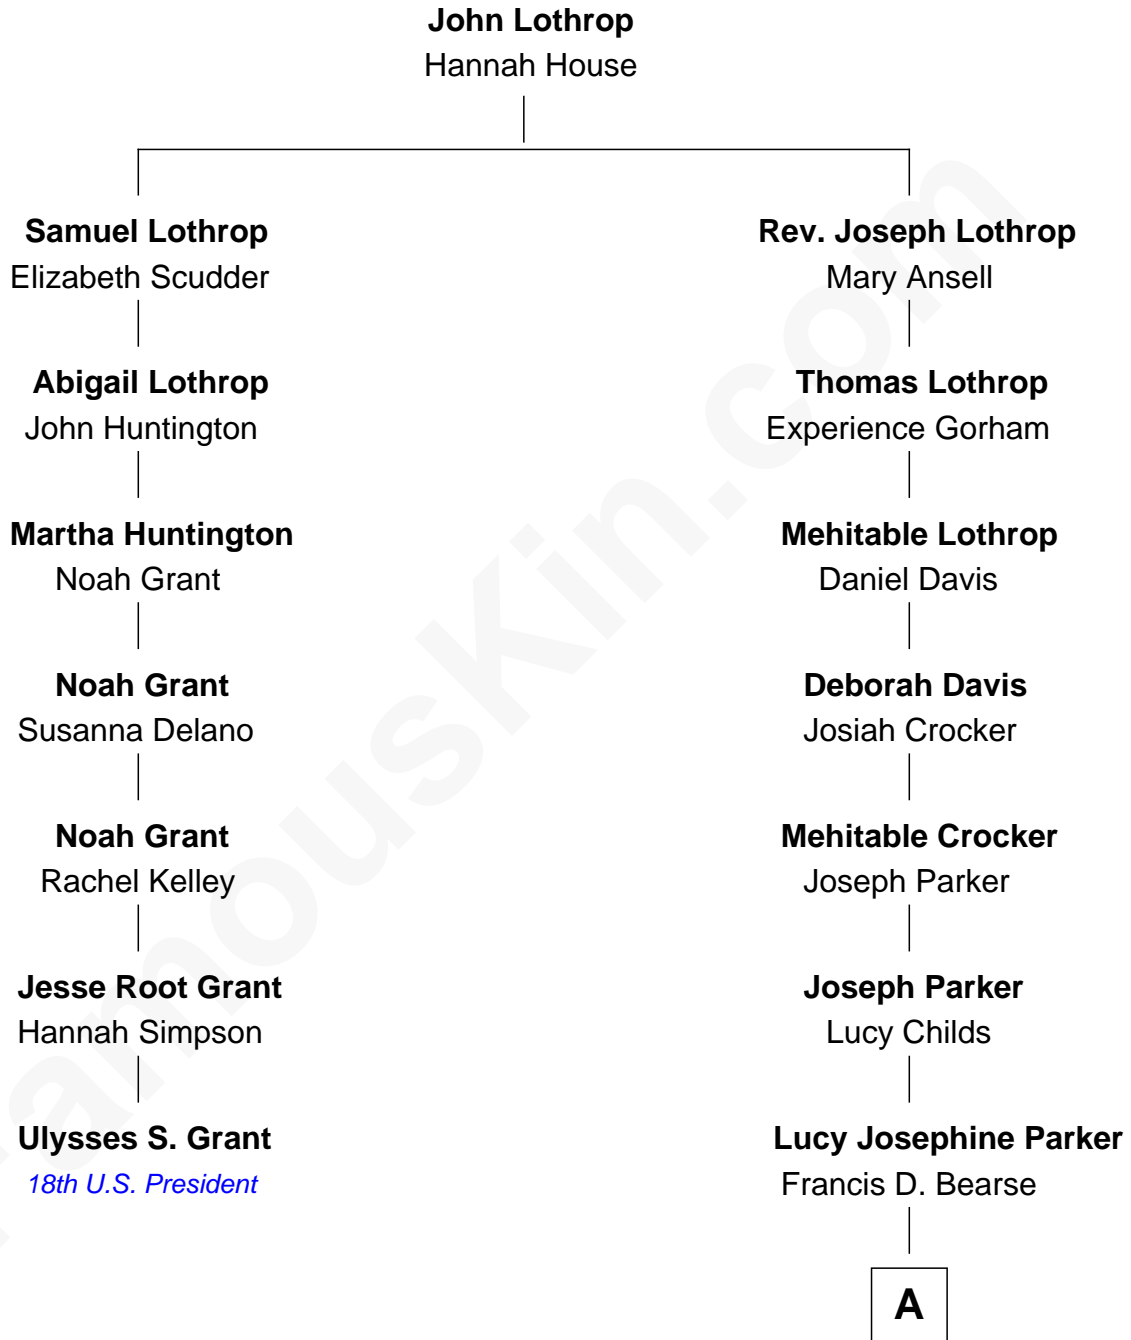 John Lothrop
Hannah House
Samuel Lothrop
Elizabeth Scudder
Abigail Lothrop
John Huntington
Martha Huntington
Noah Grant
Noah Grant
Susanna Delano
Noah Grant
Rachel Kelley
Jesse Root Grant
Hannah Simpson
Ulysses S. Grant
18th U.S. President
Rev. Joseph Lothrop
Mary Ansell
Thomas Lothrop
Experience Gorham
Mehitable Lothrop
Daniel Davis
Deborah Davis
Josiah Crocker
Mehitable Crocker
Joseph Parker
Joseph Parker
Lucy Childs
Lucy Josephine Parker
Francis D. Bearse
A
FamousKin.com